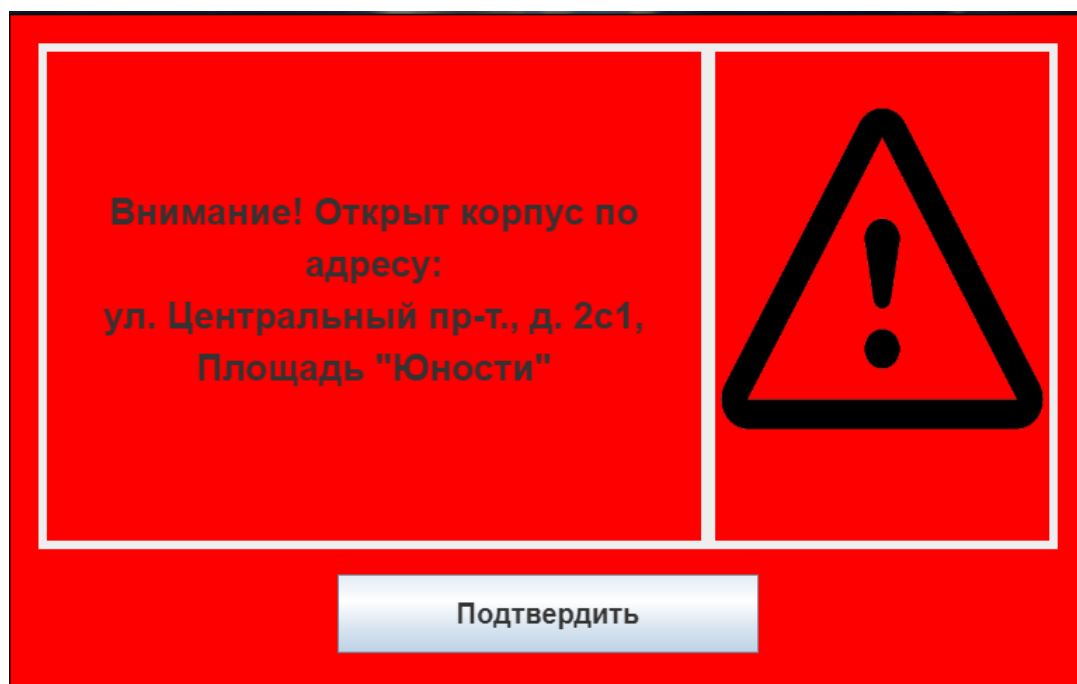 Внимание! Открыт корпус по
адресу:
ул. Центральный пр-т., д. 2с1,
Площадь "Юности"
Подтвердить